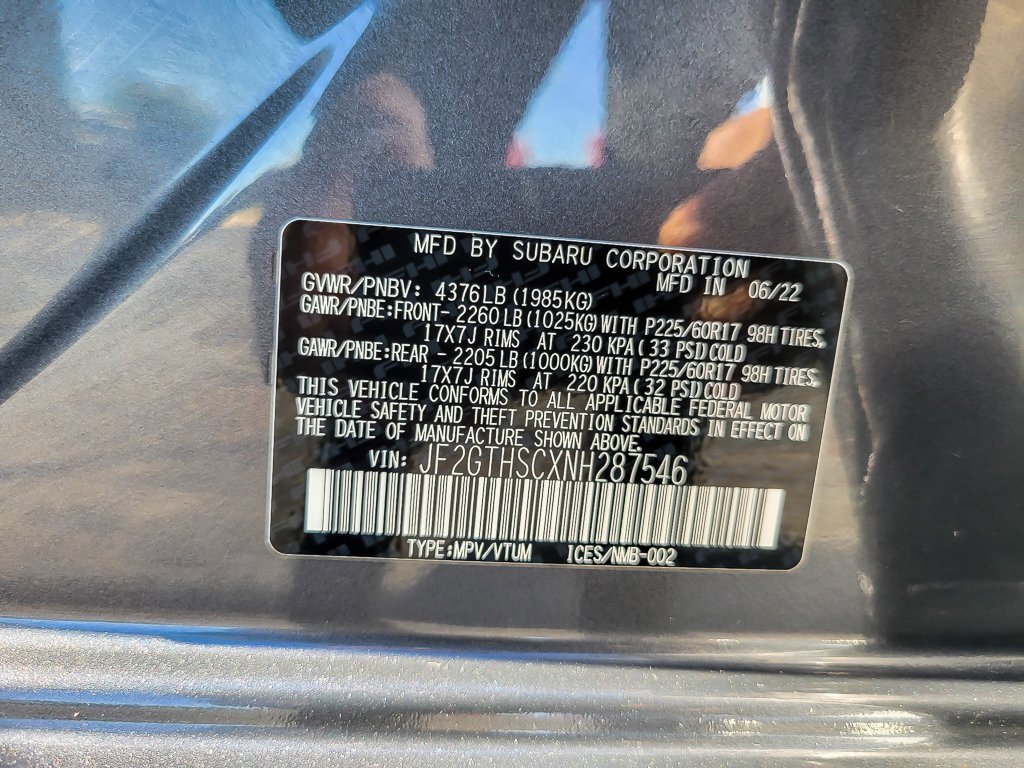 MFD BY SUBARU CORPORATION
MFD IN 06/22
GVWR/PNBV: 4376LB (1985KG)
GAWR/PNBE:FRONT- 2260 LB (1025KG) WITH P225/60R17 98H TIRES,
17X7J RIMS AT 230 KPA ( 33 PSI) COLD
GAWR/PNBE:REAR - 2205 LB (1000KG) WITH P225/60R17 98H TIRES,
17X7J RIMS AT 220 KPA ( 32 PSI) COLD
THIS VEHICLE CONFORMS TO ALL APPLICABLE FEDERAL MOTOR
VEHICLE SAFETY AND THEFT PREVENTION STANDARDS IN EFFECT ON
THE DATE OF MANUFACTURE SHOWN ABOVE.
VIN: JF2GTHSCXNH287546
TYPE:MPV/VTUM ICES/NMB-002